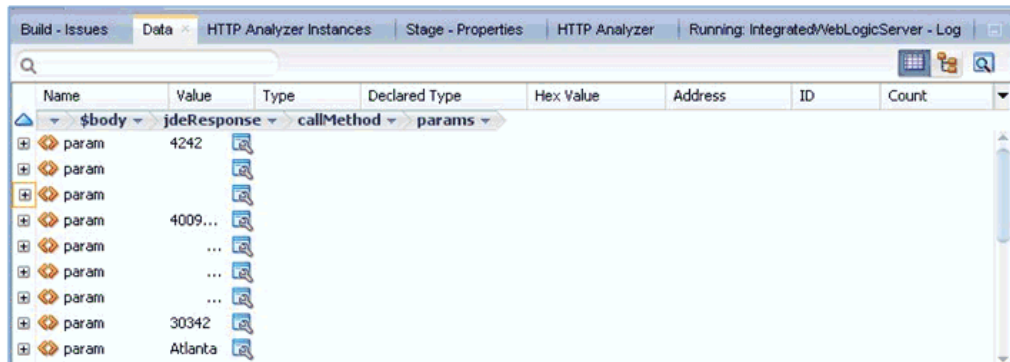 Build - Issues Data × HTTP Analyzer Instances Stage - Properties HTTP Analyzer Running: IntegratedWebLogicServer - Log
Name Value Type Declared Type Hex Value Address ID Count
$body jdeResponse callMethod params
param 4242
param
param
param 4009...
param ...
param ...
param ...
param 30342
param Atlanta